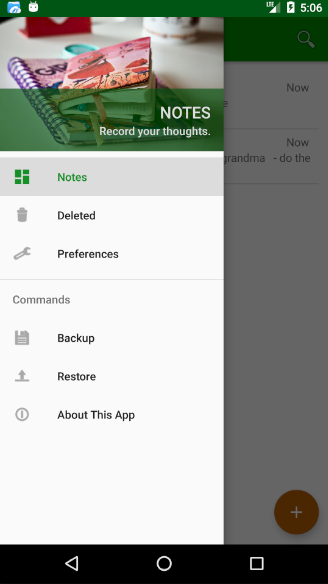 LTE
5:06
NOTES
Record your thoughts.
Now
e
Notes
Now
grandma - do the
Deleted
Preferences
Commands
Backup
Restore
About This App